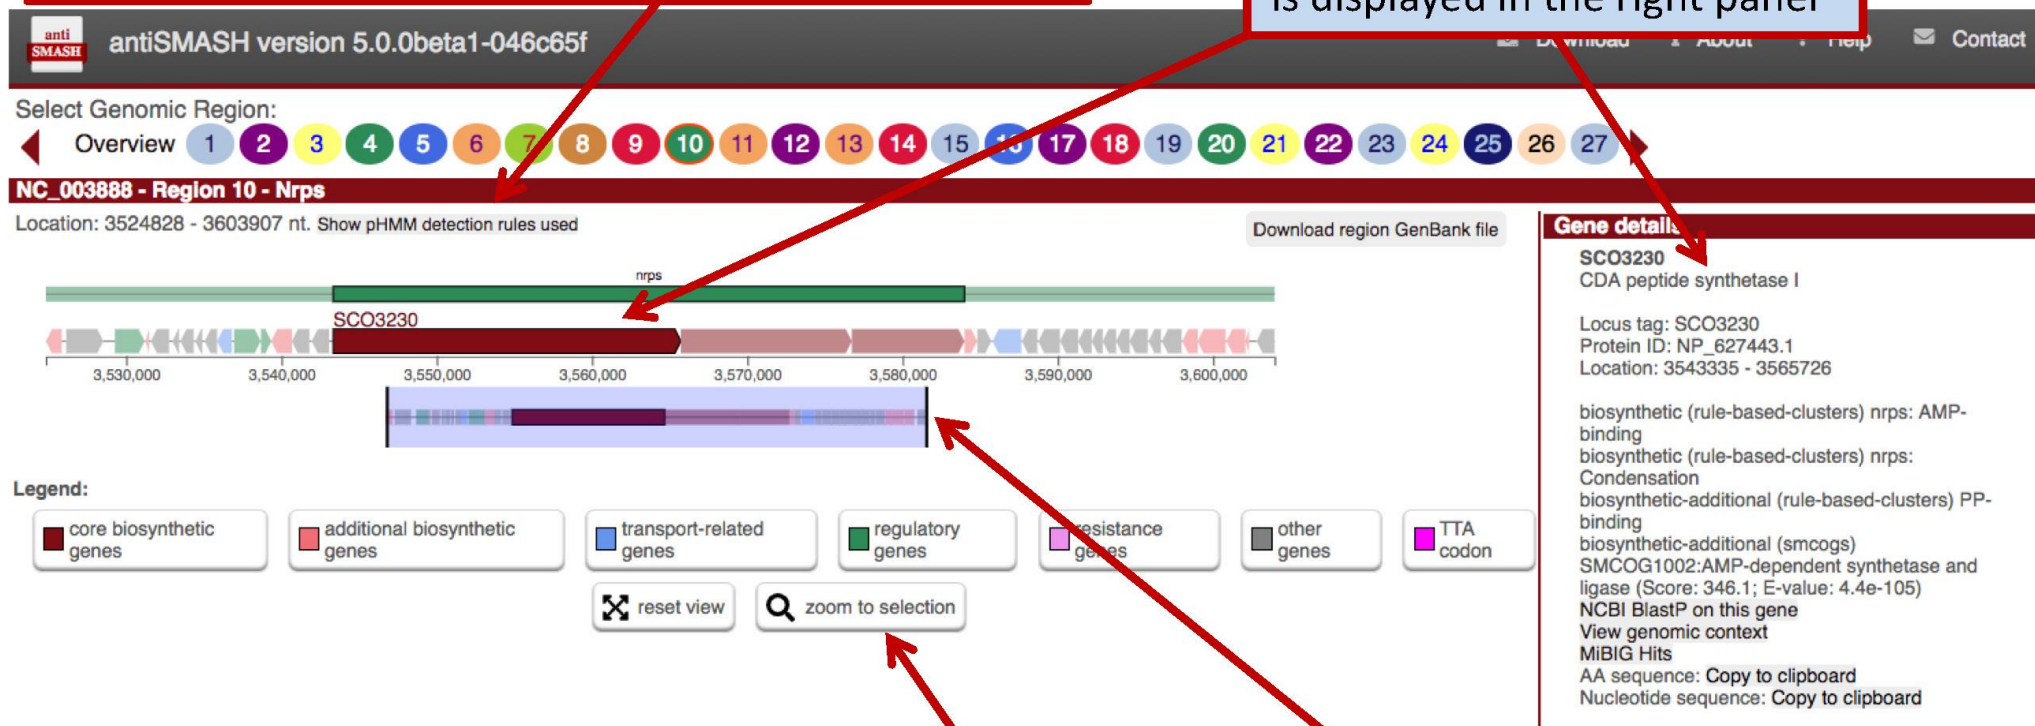 is displayed in the right panel
anti
SMASH
antiSMASH version 5.0.0beta1-046c65f
Download About Help Contact
Select Genomic Region:
Overview 1 2 3 4 5 6 7 8 9 10 11 12 13 14 15 16 17 18 19 20 21 22 23 24 25 26 27
NC_003888 - Region 10 - Nrps
Location: 3524828 - 3603907 nt. Show pHMM detection rules used
Download region GenBank file
nrps
SCO3230
3,530,000 3,540,000 3,550,000 3,560,000 3,570,000 3,580,000 3,590,000 3,600,000
Legend:
core biosynthetic
genes
additional biosynthetic
genes
transport-related
genes
regulatory
genes
resistance
genes
other
genes
TTA
codon
reset view
zoom to selection
Gene details
SCO3230
CDA peptide synthetase I
Locus tag: SCO3230
Protein ID: NP_627443.1
Location: 3543335 - 3565726
biosynthetic (rule-based-clusters) nrps: AMP-
binding
biosynthetic (rule-based-clusters) nrps:
Condensation
biosynthetic-additional (rule-based-clusters) PP-
binding
biosynthetic-additional (smcogs)
SMCOG1002:AMP-dependent synthetase and
ligase (Score: 346.1; E-value: 4.4e-105)
NCBI BlastP on this gene
View genomic context
MiBIG Hits
AA sequence: Copy to clipboard
Nucleotide sequence: Copy to clipboard